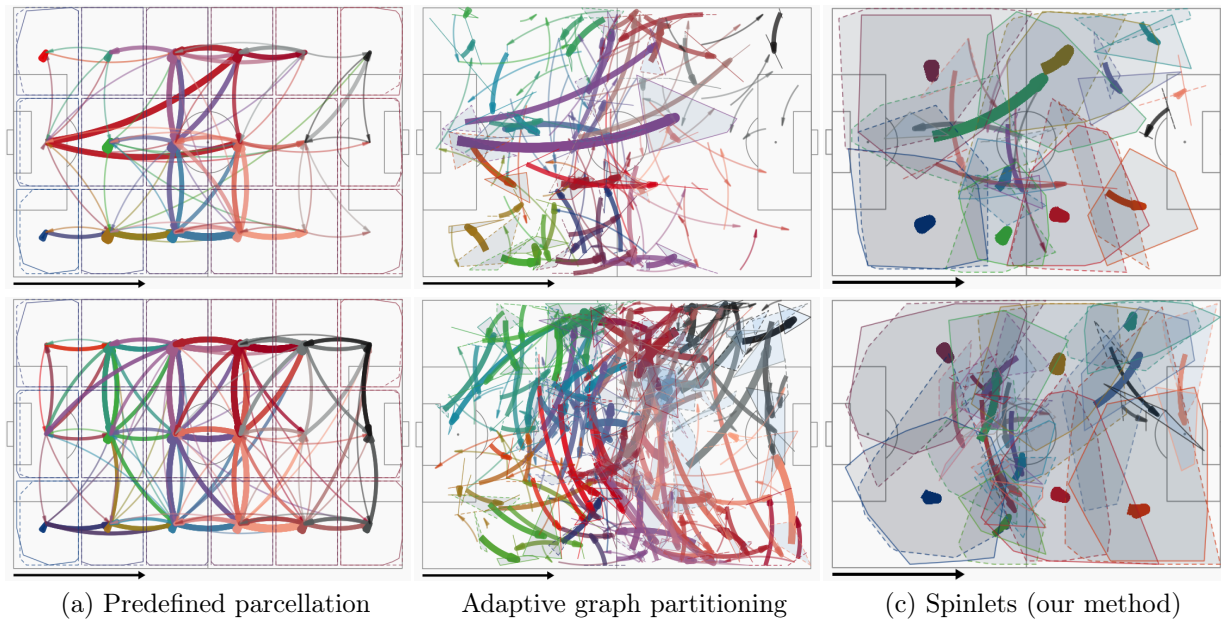 (a) Predefined parcellation
Adaptive graph partitioning
(c) Spinlets (our method)